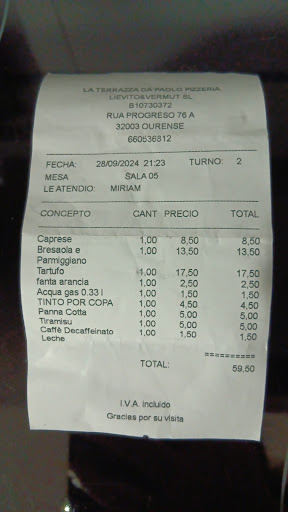 LA TERRAZZA DA PAOLO PIZZERIA
LIEVITO&VERMUT SL
B10730372
RUA PROGRESO 76 A
32003 OURENSE
660536812
FECHA: 28/09/2024 21:23 TURNO: 2
MESA SALA 05
LE ATENDIO: MIRIAM
CONCEPTO CANT PRECIO TOTAL
Caprese 1,00 8,50 8,50
Bresaola e 1,00 13,50 13,50
Parmiggiano
Tartufo 1,00 17,50 17,50
fanta arancia 1,00 2,50 2,50
Acqua gas 0.33 l 1,00 1,50 1,50
TINTO POR COPA 1,00 4,50 4,50
Panna Cotta 1,00 5,00 5,00
Tiramisu 1,00 5,00 5,00
Caffè Decaffeinato 1,00 1,50 1,50
Leche
==========
TOTAL: 59,50
I.V.A. Incluido
Gracias por su visita